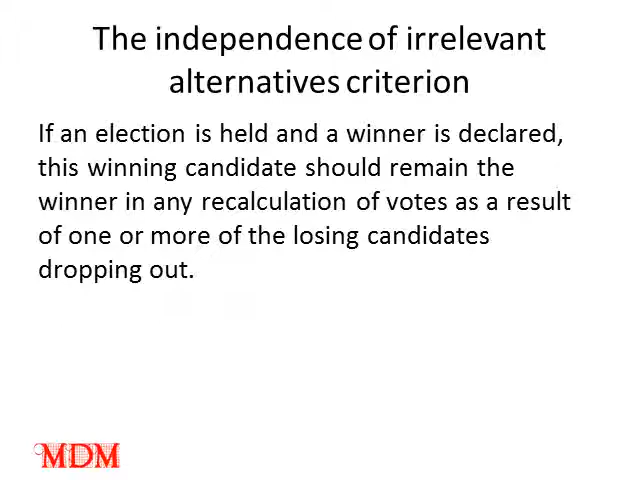 The independence of irrelevant
alternatives criterion
If an election is held and a winner is declared,
this winning candidate should remain the
winner in any recalculation of votes as a result
of one or more of the losing candidates
dropping out.
MDM